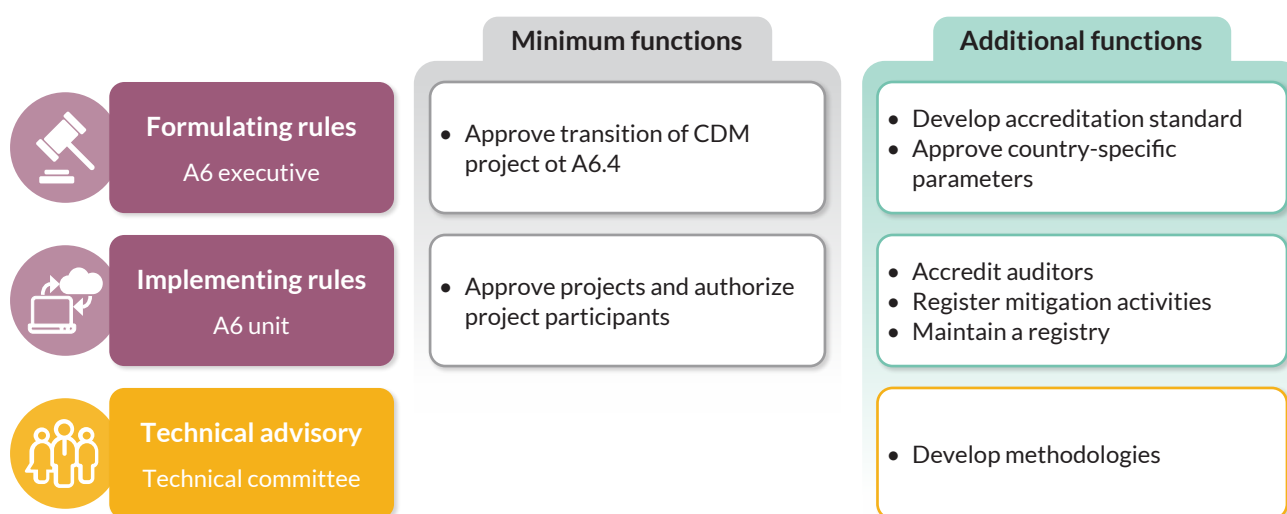 Minimum functions
Additional functions
Formulating rules
A6 executive
• Approve transition of CDM
project ot A6.4
• Develop accreditation standard
• Approve country-specific
parameters
Implementing rules
A6 unit
• Approve projects and authorize
project participants
• Accredit auditors
• Register mitigation activities
• Maintain a registry
Technical advisory
Technical committee
• Develop methodologies